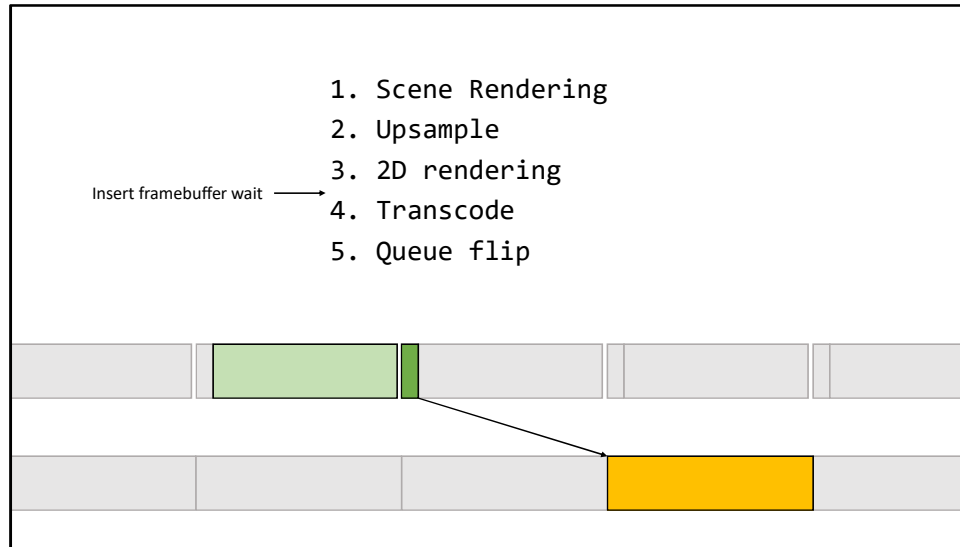 1. Scene Rendering
2. Upsample
3. 2D rendering
Insert framebuffer wait
4. Transcode
5. Queue flip